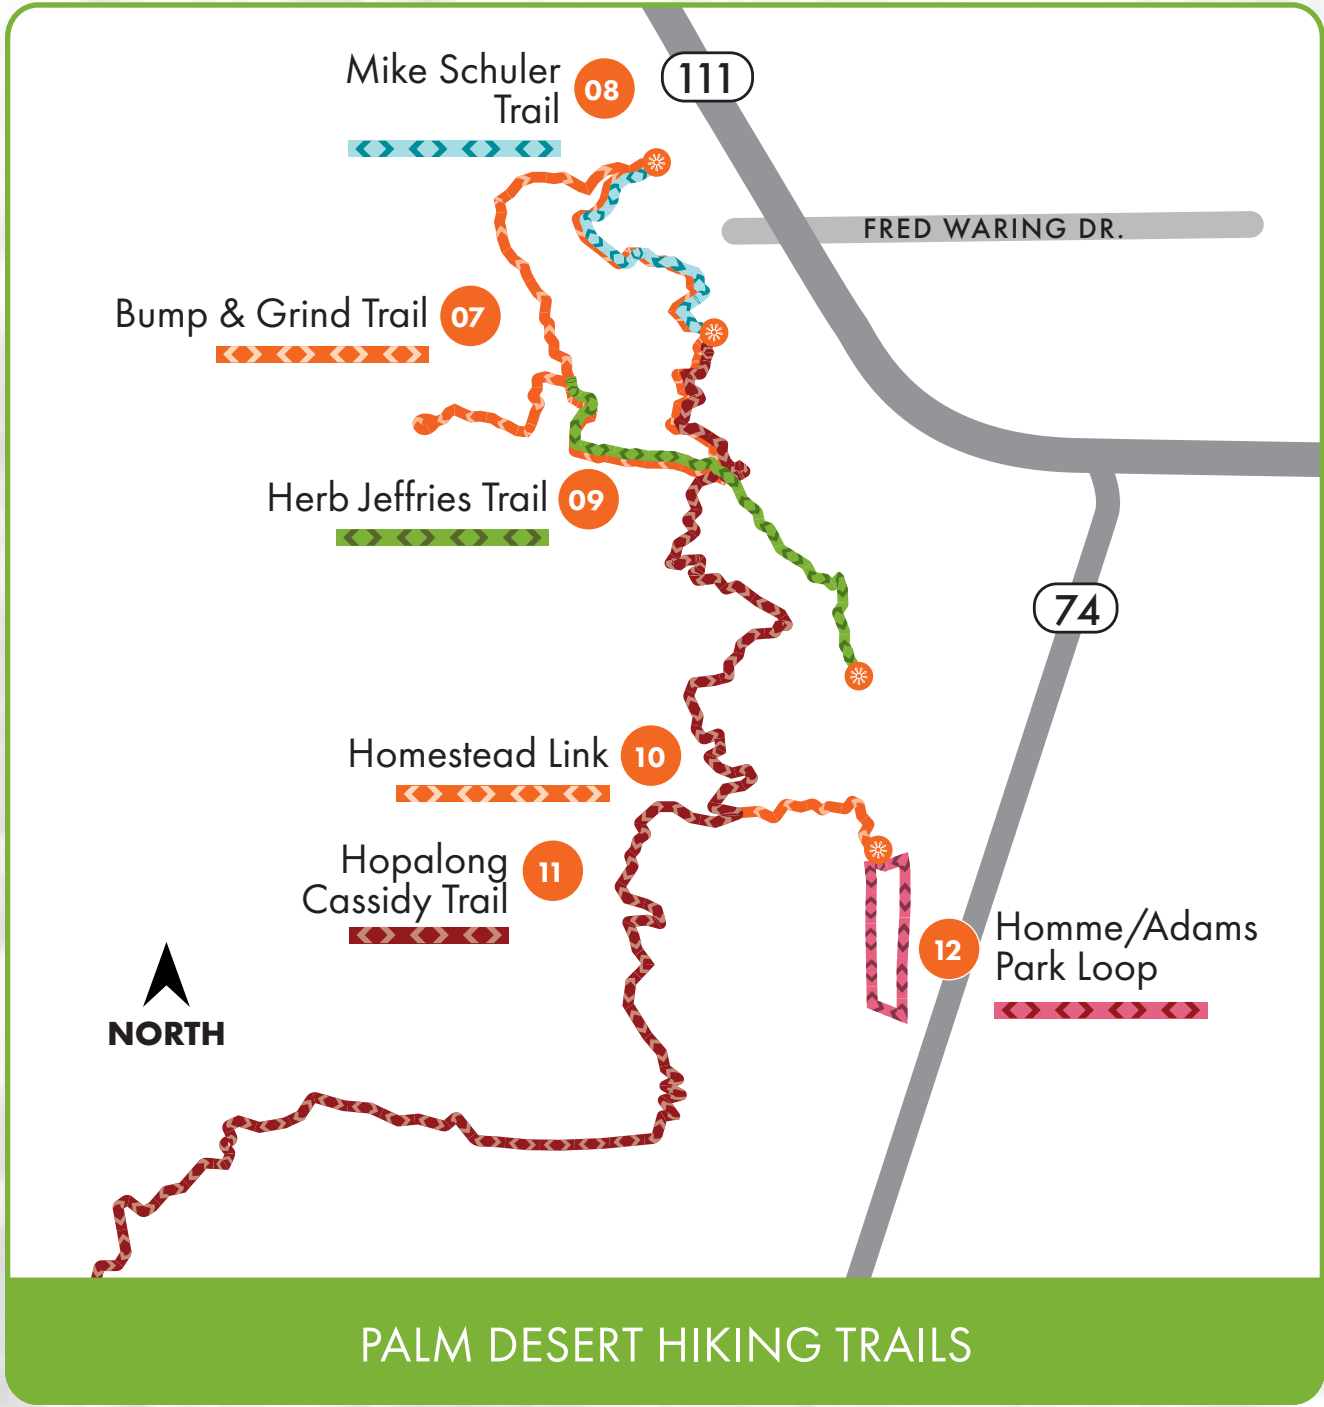 Mike Schuler
Trail
08
111
FRED WARING DR.
Bump & Grind Trail
07
Herb Jeffries Trail
09
74
Homestead Link
10
Hopalong
Cassidy Trail
11
12
Homme/Adams
Park Loop
NORTH
PALM DESERT HIKING TRAILS